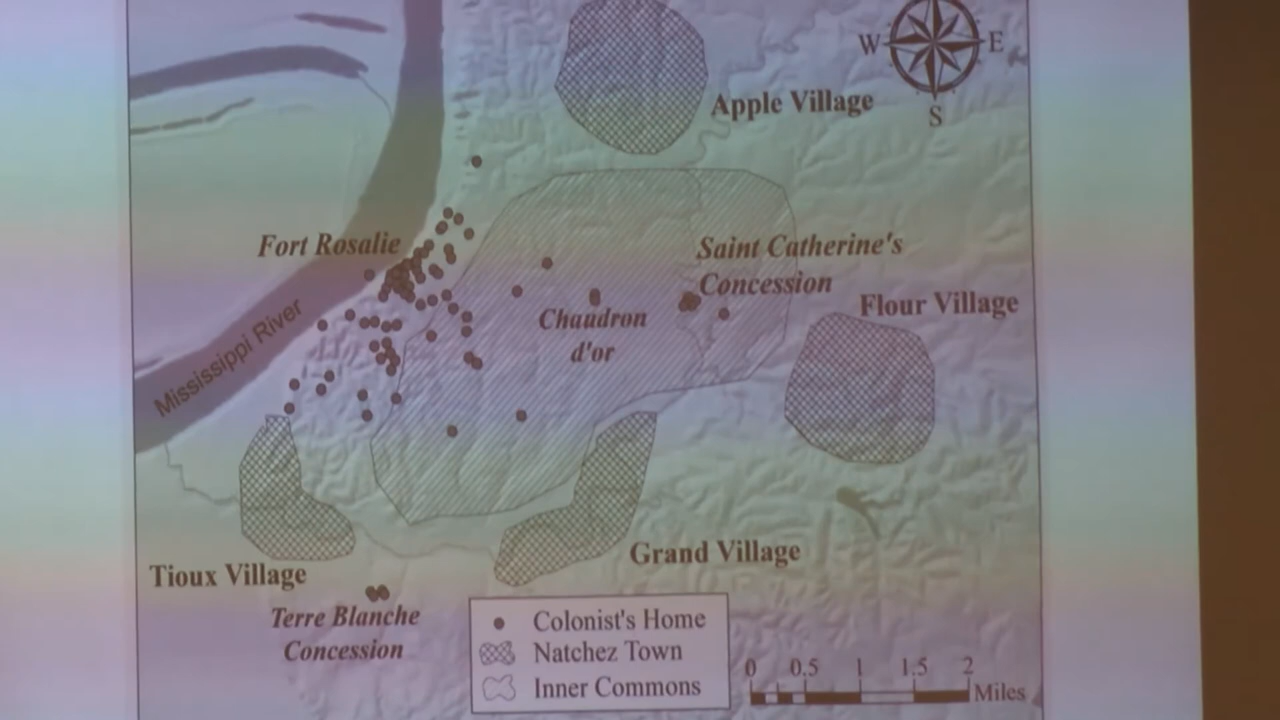 W E
S
Apple Village
Fort Rosalie
Saint Catherine's
Concession
Flour Village
Chaudron
d'or
Mississippi River
Grand Village
Tioux Village
Terre Blanche
Concession
Colonist's Home
Natchez Town
Inner Commons
0 0.5 1 1.5 2
Miles